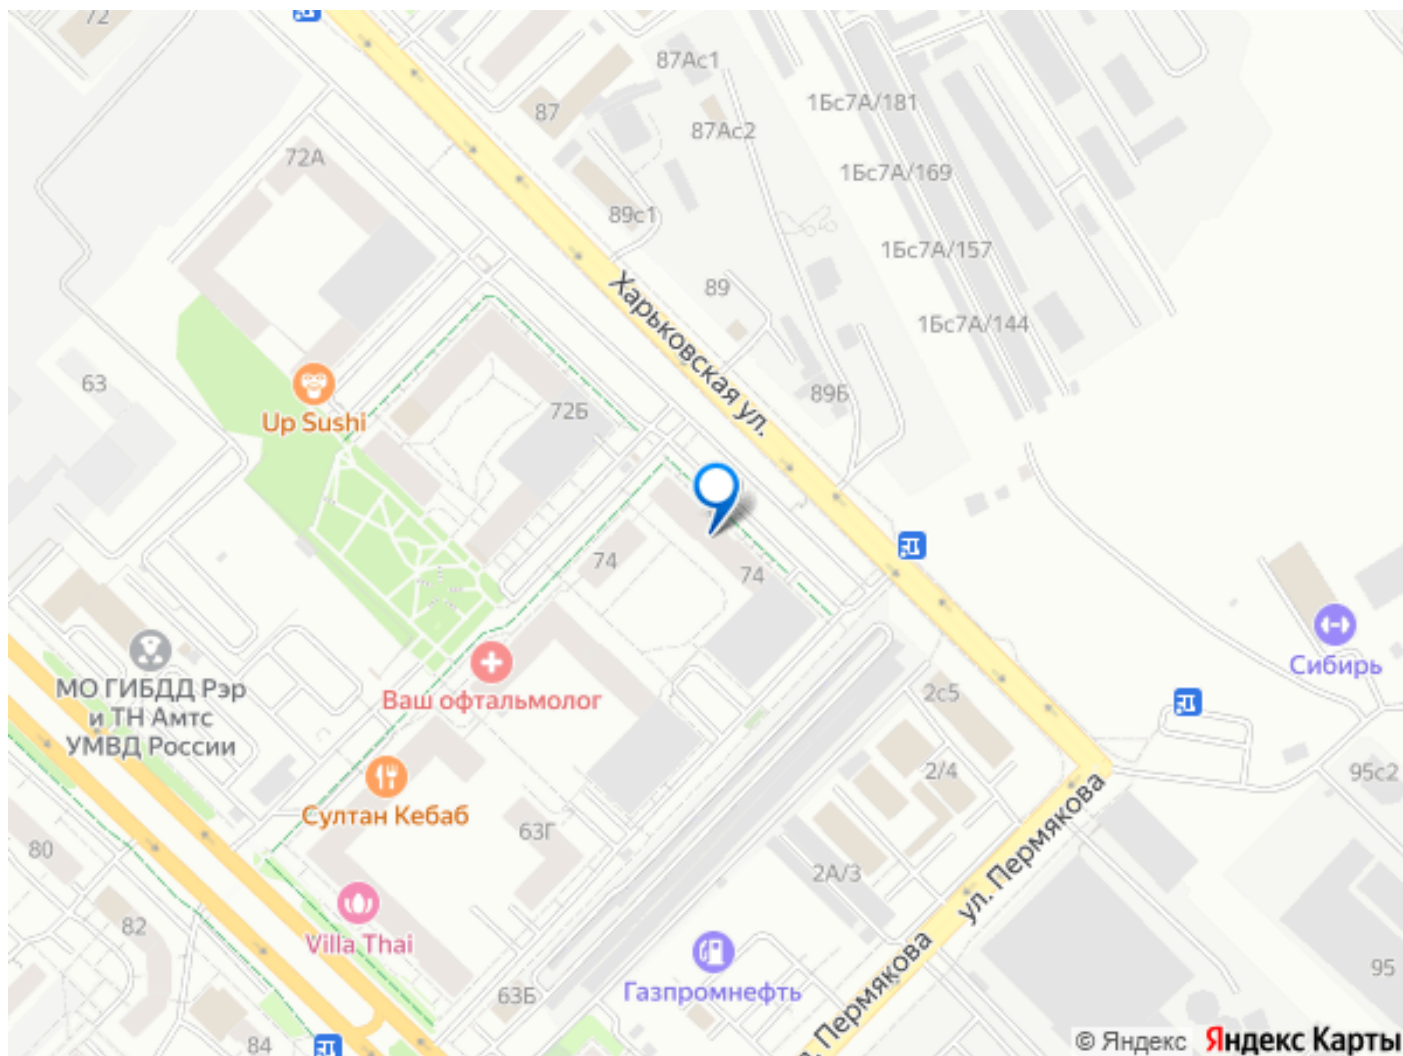 72
87Ас1
87
1Бс7А/181
87Ас2
72А
1Бс7А/169
89с1
1Бс7А/157
89
Харьковская ул.
1Бс7А/144
63
89Б
Up Sushi
72Б
74
74
МО ГИБДД Рэр
и ТН Амтс
УМВД России
Ваш офтальмолог
Сибирь
2с5
Султан Кебаб
2/4
95с2
63Г
80
2А/3
ул. Пермякова
82
Villa Thai
Газпромнефть
95
63Б
л. Пермякова
84
© Яндекс Яндекс Карты